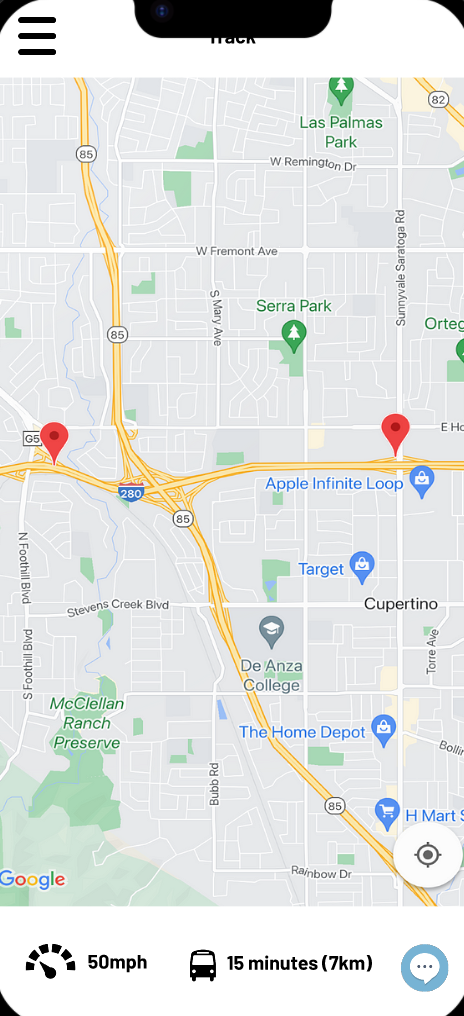 Track
82
Las Palmas
Park
85
W Remington Dr
Sunnyvale Saratoga Rd
W Fremont Ave
S Mary Ave
Serra Park
Orteg
85
G5
E Ho
280
Apple Infinite Loop
85
N Foothill Blvd
Target
Stevens Creek Blvd
Cupertino
S Foothill Blvd
De Anza
College
Torre Ave
McClellan
Ranch
Preserve
The Home Depot
Bollin
Bubb Rd
85
H Mart S
Rainbow Dr
Google
50mph
15 minutes (7km)